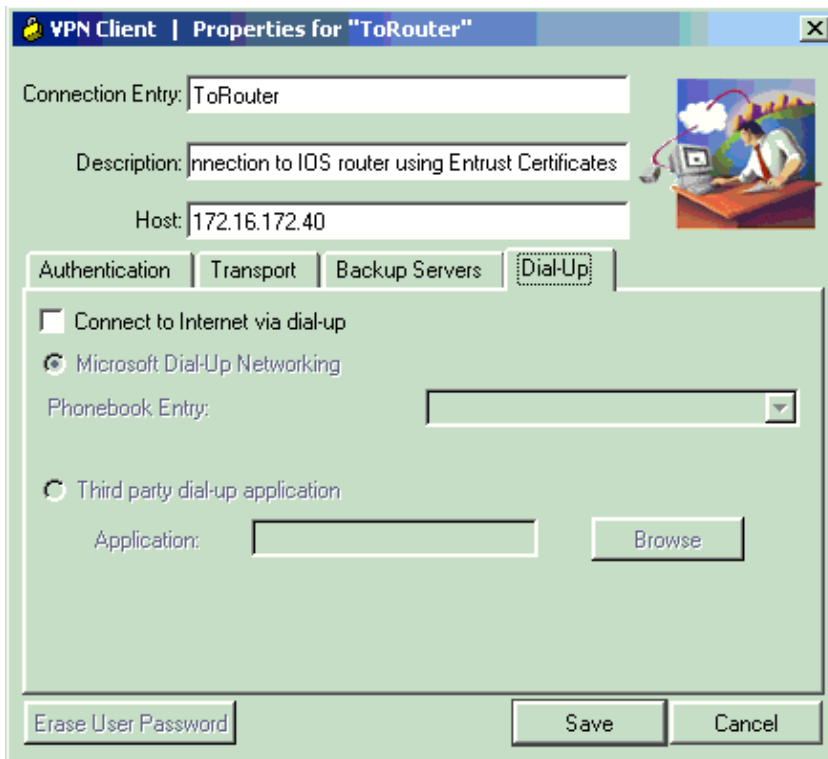 VPN Client | Properties for "ToRouter"
Connection Entry: ToRouter
Description: nnection to IOS router using Entrust Certificates
Host: 172.16.172.40
Authentication Transport Backup Servers Dial-Up
Connect to Internet via dial-up
Microsoft Dial-Up Networking
Phonebook Entry:
Third party dial-up application
Application: Browse
Erase User Password Save Cancel